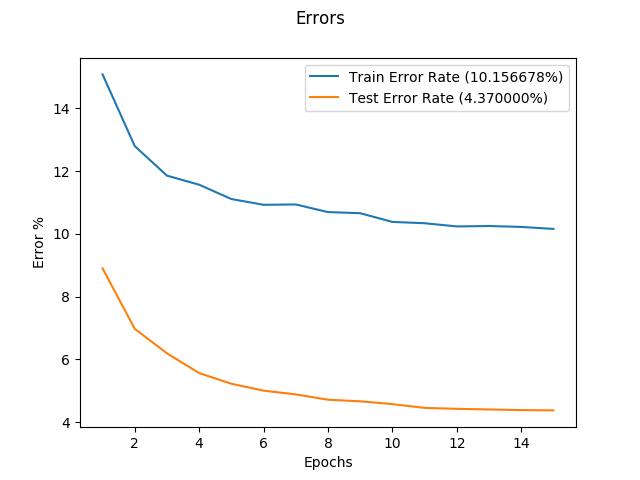 Errors
Train Error Rate (10.156678%)
Test Error Rate (4.370000%)
14
12
10
8
6
4
Error %
2
4
6
8
10
12
14
Epochs